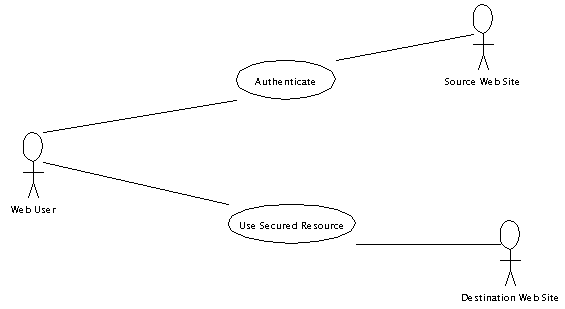 Authenticate
Source Web Site
Web User
Use Secured Resource
Destination Web Site